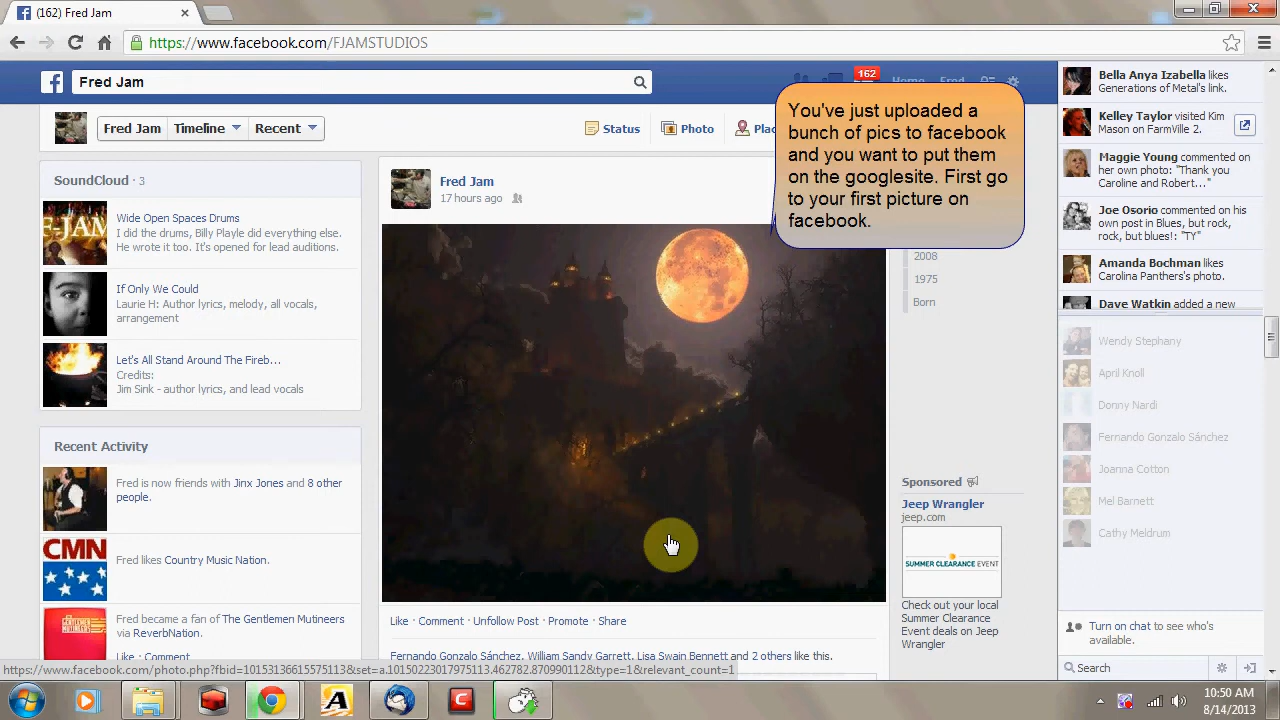 (162) Fred Jam
https://www.facebook.com/FJAMSTUDIOS
Fred Jam
162
Home
Fred
Fred Jam
Timeline
Recent
Status
Photo
You've just uploaded a
bunch of pics to facebook
and you want to put them
on the googlesite. First go
to your first picture on
facebook.
SoundCloud · 3
Wide Open Spaces Drums
I did the drums, Billy Playle did everything else.
He wrote it too. It's opened for lead auditions.
If Only We Could
Laurie H: Author lyrics, melody, all vocals,
arrangement
Let's All Stand Around The Fireb...
Credits:
Jim Sink - author lyrics, and lead vocals
Recent Activity
Fred is now friends with Jinx Jones and 8 other
people.
CMN
Fred likes Country Music Nation.
Fred became a fan of The Gentlemen Mutineers
via ReverbNation.
Like · Comment
Fred Jam
17 hours ago
Like · Comment · Unfollow Post · Promote · Share
Fernando Gonzalo Sánchez, William Sandy Garrett, Lisa Swain Bennett and 2 others like this.
https://www.facebook.com/photo.php?fbid=10153136615575113&set=a.10150223017975113.462782.870990112&type=1&relevant_count=1
2008
1975
Born
Sponsored
Jeep Wrangler
jeep.com
SUMMER CLEARANCE EVENT
Check out your local
Summer Clearance
Event deals on Jeep
Wrangler
Bella Anya Izabella likes
Generations of Metal's link.
Kelley Taylor visited Kim
Mason on FarmVille 2.
Maggie Young commented on
her own photo: "Thank you
Caroline and Robert..."
Joe Osorio commented on his
own post in Blues, but rock,
rock, but blues!: "TY"
Amanda Bochman likes
Carolina Panthers's photo.
Dave Watkin added a new
Wendy Stephany
April Knoll
Donny Nardi
Fernando Gonzalo Sánchez
Joanna Cotton
Mel Barnett
Cathy Meldrum
Turn on chat to see who's
available.
Search
10:50 AM
8/14/2013